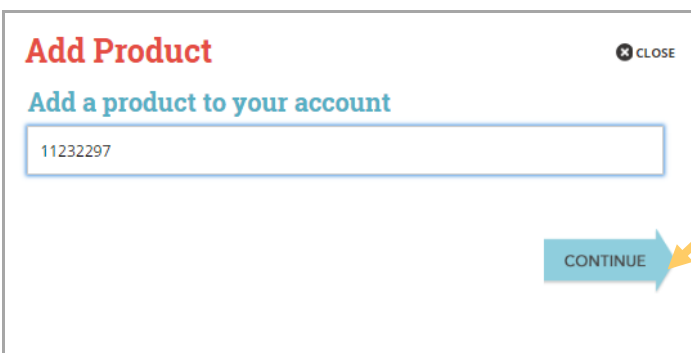 Add Product
CLOSE
Add a product to your account
11232297
CONTINUE